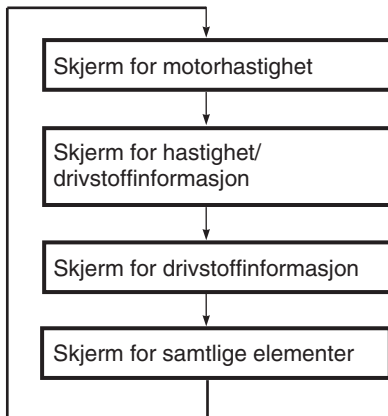 Skjerm for motorhastighet
Skjerm for hastighet/
drivstoffinformasjon
Skjerm for drivstoffinformasjon
Skjerm for samtlige elementer